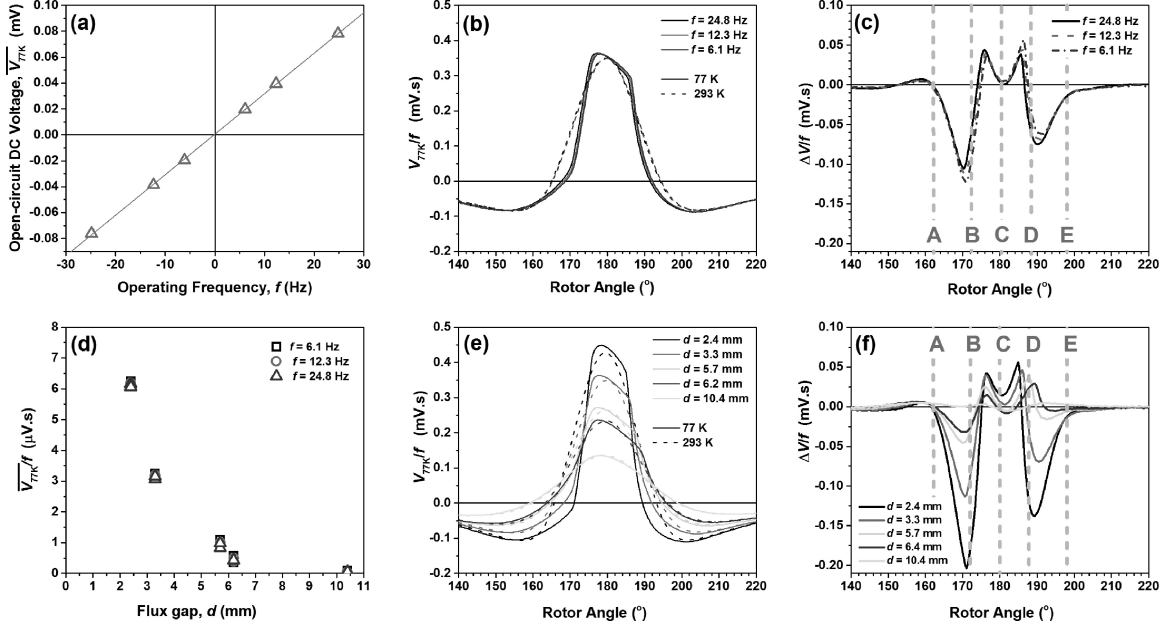 (a)
Open-circuit DC Voltage, V77K (mV)
0.10
0.08
0.06
0.04
0.02
0.00
-0.02
-0.04
-0.06
-0.08
-30 -20 -10 0 10 20 30
Operating Frequency, f (Hz)
(b)
V77K/f (mV.s)
0.5
0.4
0.3
0.2
0.1
0.0
-0.1
-0.2
f = 24.8 Hz
f = 12.3 Hz
f = 6.1 Hz
77 K
293 K
140 150 160 170 180 190 200 210 220
Rotor Angle (o)
(c)
ΔV/f (mV.s)
0.10
0.05
0.00
-0.05
-0.10
-0.15
-0.20
f = 24.8 Hz
f = 12.3 Hz
f = 6.1 Hz
A B C D E
140 150 160 170 180 190 200 210 220
Rotor Angle (o)
(d)
V77K/f (μV.s)
8
7
6
5
4
3
2
1
0
f = 6.1 Hz
f = 12.3 Hz
f = 24.8 Hz
0 1 2 3 4 5 6 7 8 9 10 11
Flux gap, d (mm)
(e)
V77K/f (mV.s)
0.5
0.4
0.3
0.2
0.1
0.0
-0.1
-0.2
d = 2.4 mm
d = 3.3 mm
d = 5.7 mm
d = 6.2 mm
d = 10.4 mm
77 K
293 K
140 150 160 170 180 190 200 210 220
Rotor Angle (o)
(f)
ΔV/f (mV.s)
0.10
0.05
0.00
-0.05
-0.10
-0.15
-0.20
A B C D E
d = 2.4 mm
d = 3.3 mm
d = 5.7 mm
d = 6.4 mm
d = 10.4 mm
140 150 160 170 180 190 200 210 220
Rotor Angle (o)